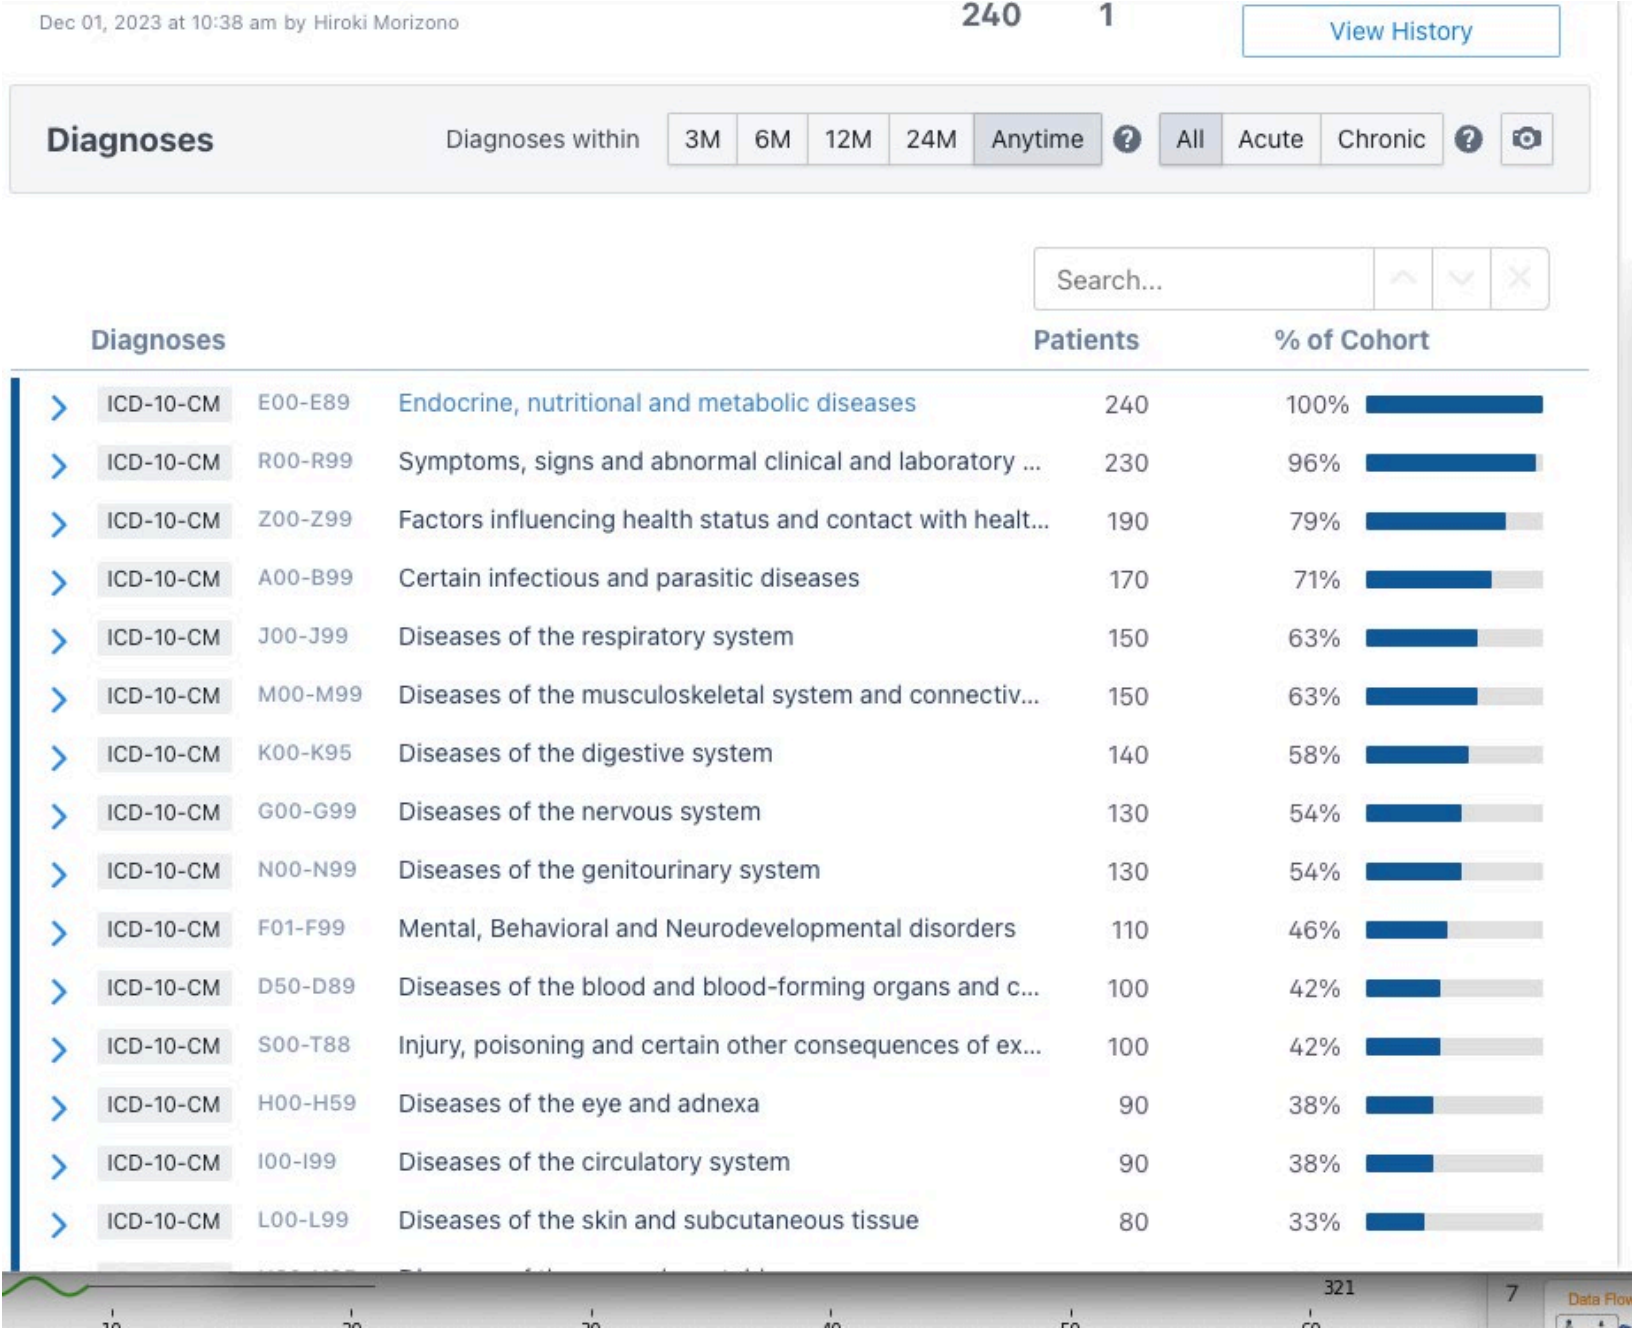 Dec 01, 2023 at 10:38 am by Hiroki Morizono 240 1 View History
Diagnoses Diagnoses within 3M 6M 12M 24M Anytime ? All Acute Chronic ?
Search...
Diagnoses Patients % of Cohort
ICD-10-CM E00-E89 Endocrine, nutritional and metabolic diseases 240 100%
ICD-10-CM R00-R99 Symptoms, signs and abnormal clinical and laboratory ... 230 96%
ICD-10-CM Z00-Z99 Factors influencing health status and contact with healt... 190 79%
ICD-10-CM A00-B99 Certain infectious and parasitic diseases 170 71%
ICD-10-CM J00-J99 Diseases of the respiratory system 150 63%
ICD-10-CM M00-M99 Diseases of the musculoskeletal system and connectiv... 150 63%
ICD-10-CM K00-K95 Diseases of the digestive system 140 58%
ICD-10-CM G00-G99 Diseases of the nervous system 130 54%
ICD-10-CM N00-N99 Diseases of the genitourinary system 130 54%
ICD-10-CM F01-F99 Mental, Behavioral and Neurodevelopmental disorders 110 46%
ICD-10-CM D50-D89 Diseases of the blood and blood-forming organs and c... 100 42%
ICD-10-CM S00-T88 Injury, poisoning and certain other consequences of ex... 100 42%
ICD-10-CM H00-H59 Diseases of the eye and adnexa 90 38%
ICD-10-CM I00-I99 Diseases of the circulatory system 90 38%
ICD-10-CM L00-L99 Diseases of the skin and subcutaneous tissue 80 33%
321 7 Data Flow